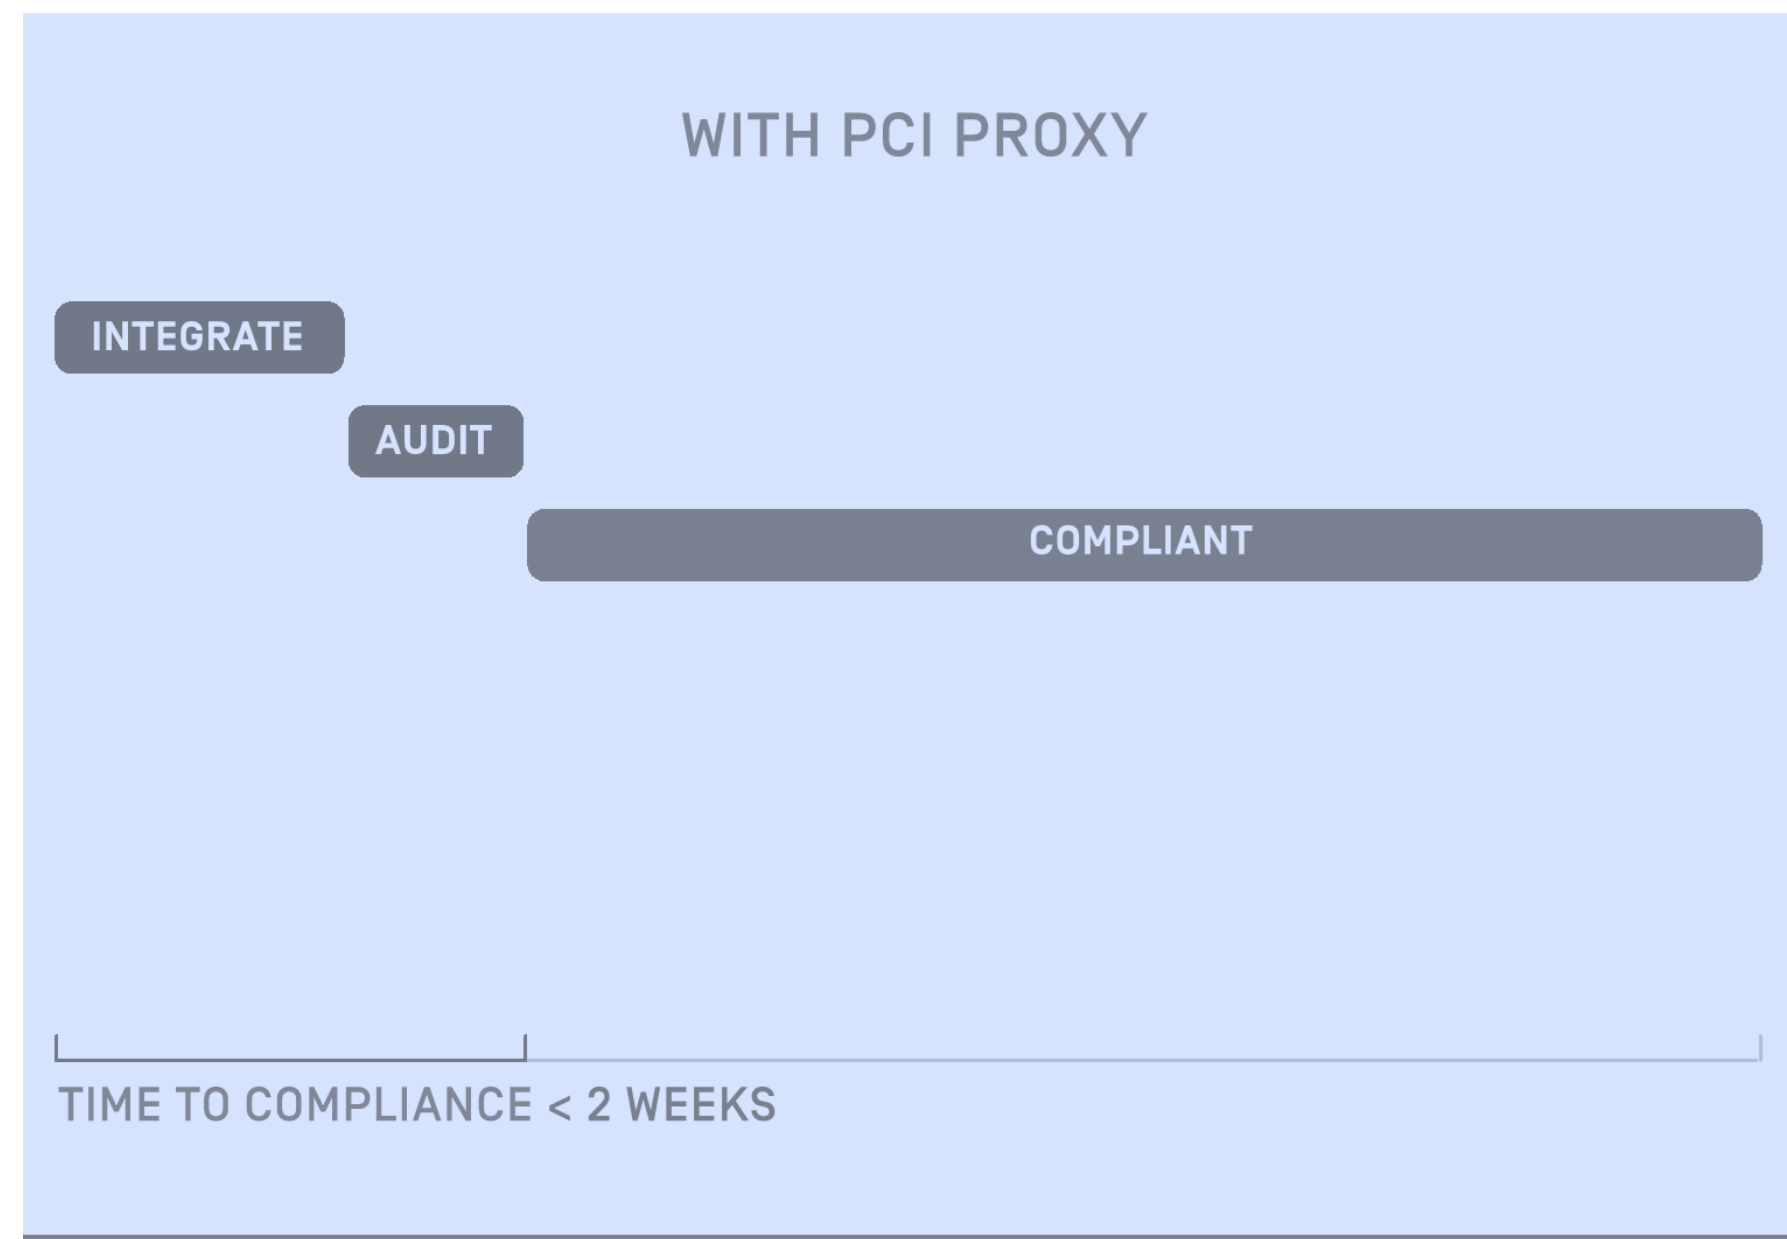 WITH PCI PROXY
INTEGRATE
AUDIT
COMPLIANT
TIME TO COMPLIANCE < 2 WEEKS